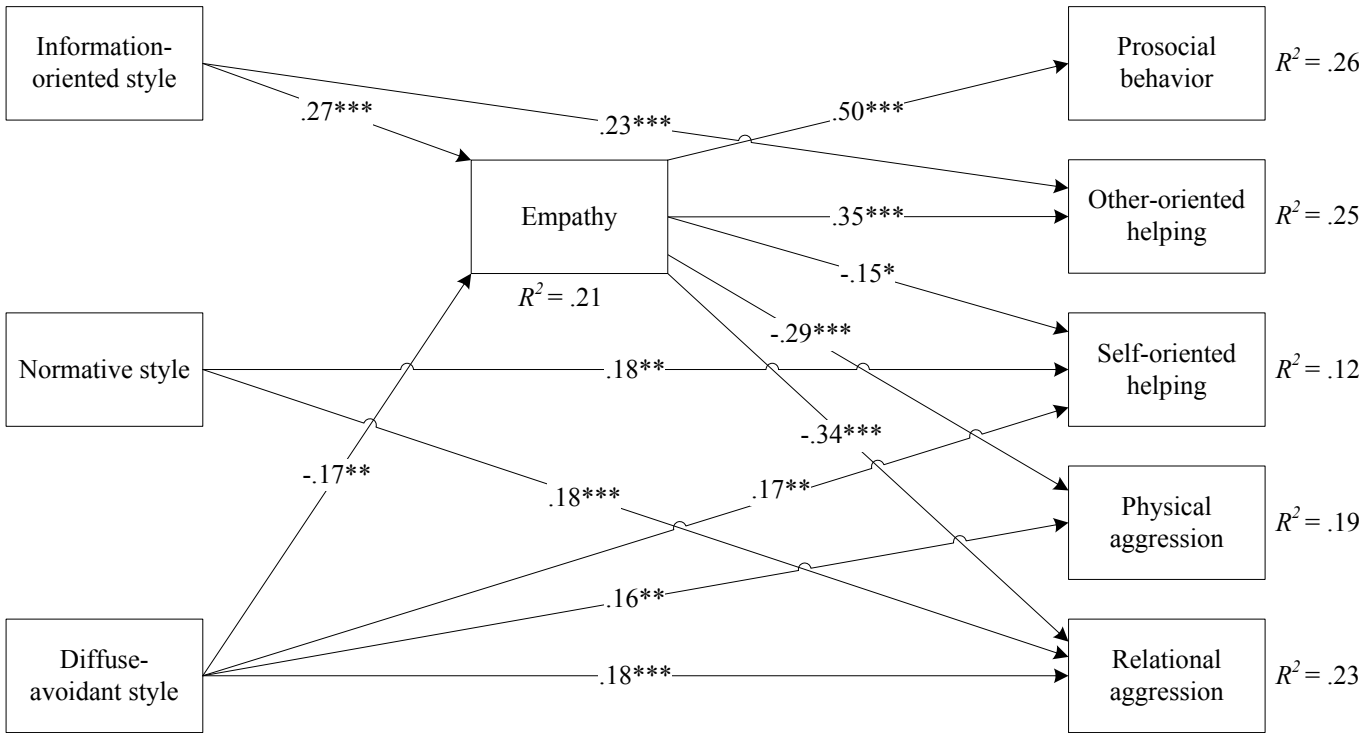 Information-
oriented style
Prosocial
behavior
R² = .26
.27***
.23***
.50***
Empathy
R² = .21
Other-oriented
helping
R² = .25
.35***
-.15*
Normative style
-.29***
.18**
Self-oriented
helping
R² = .12
-.34***
-.17**
.18***
.17**
Physical
aggression
R² = .19
.16**
Diffuse-
avoidant style
.18***
Relational
aggression
R² = .23